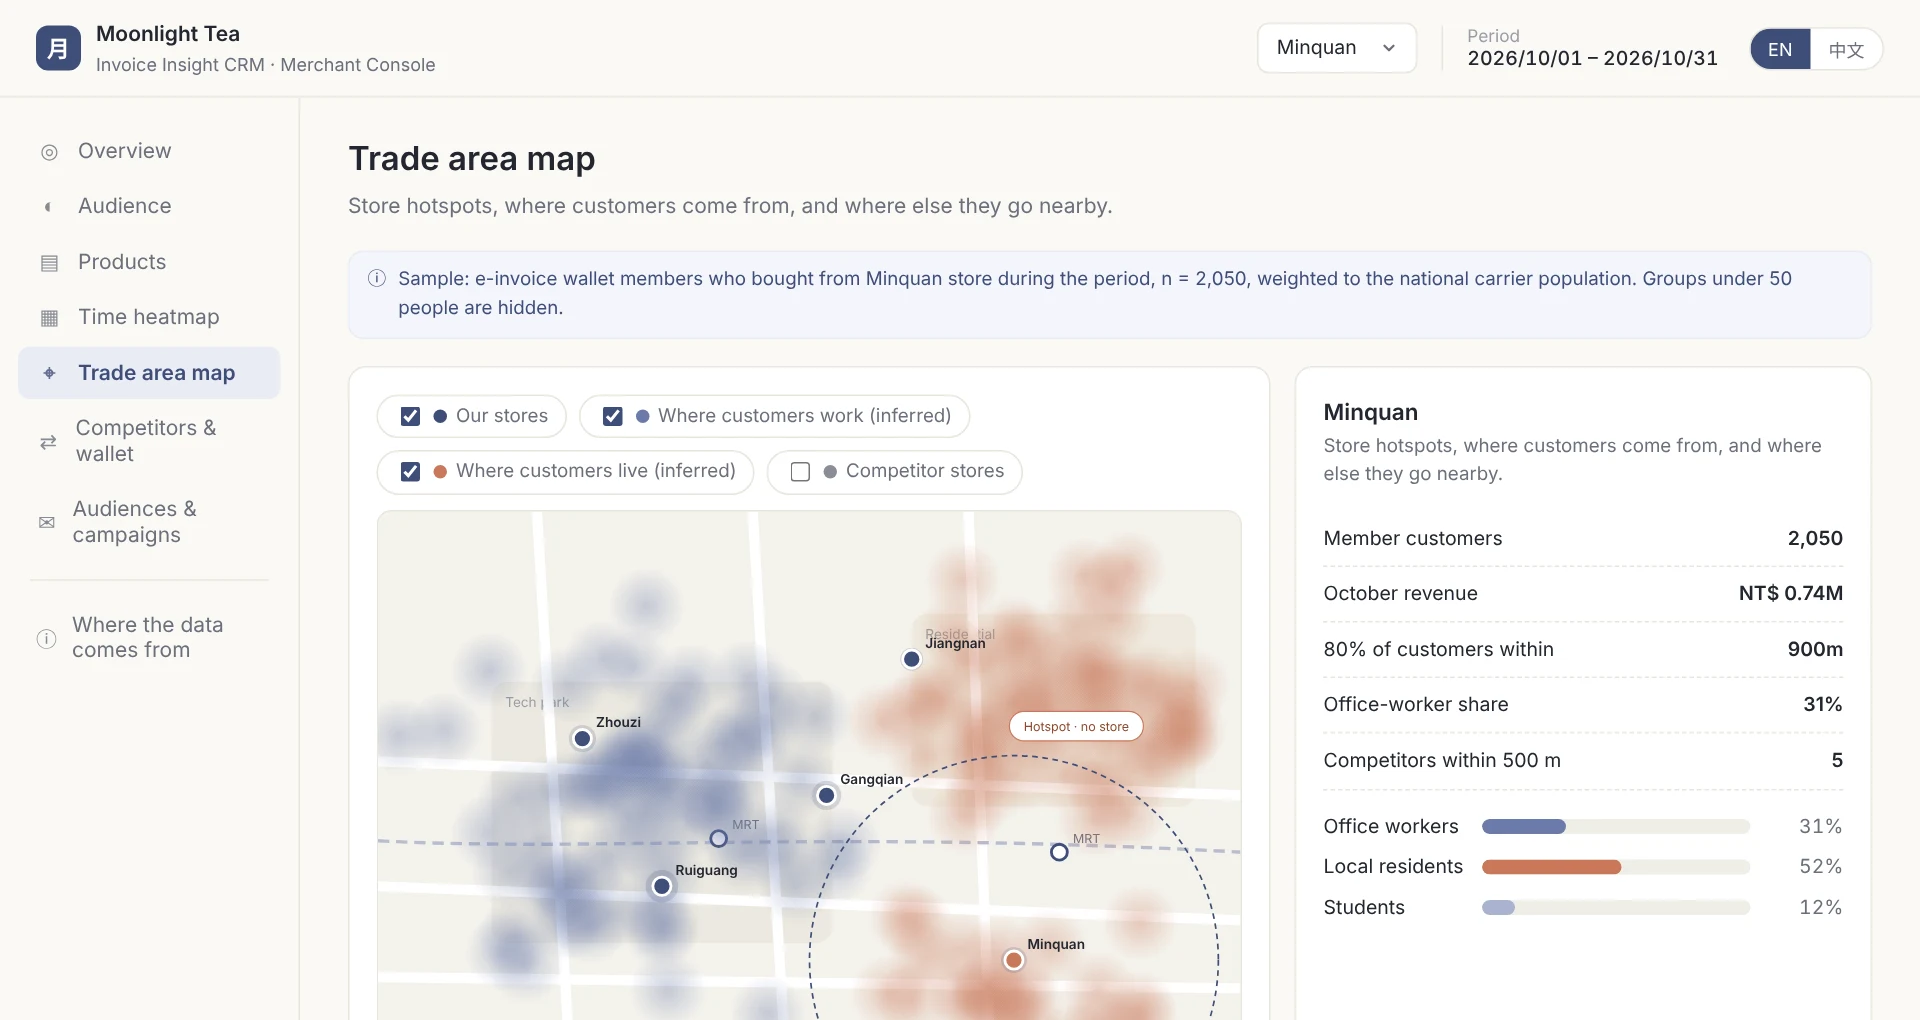 月
Moonlight Tea
Invoice Insight CRM · Merchant Console
Minquan
Period
2026/10/01 – 2026/10/31
EN
中文
Overview
Audience
Products
Time heatmap
Trade area map
Competitors &
wallet
Audiences &
campaigns
Where the data
comes from
Trade area map
Store hotspots, where customers come from, and where else they go nearby.
Sample: e-invoice wallet members who bought from Minquan store during the period, n = 2,050, weighted to the national carrier population. Groups under 50
people are hidden.
Our stores
Where customers work (inferred)
Where customers live (inferred)
Competitor stores
Residential
Jiangnan
Tech park
Zhouzi
Hotspot · no store
Gangqian
MRT
MRT
Ruiguang
Minquan
Minquan
Store hotspots, where customers come from, and where
else they go nearby.
Member customers 2,050
October revenue NT$ 0.74M
80% of customers within 900m
Office-worker share 31%
Competitors within 500 m 5
Office workers 31%
Local residents 52%
Students 12%